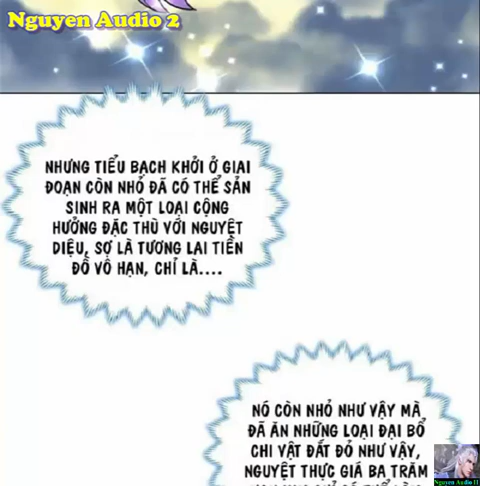 Nguyen Audio 2
NHƯNG TIỂU BẠCH KHỞI Ở GIAI
ĐOẠN CÒN NHỎ ĐÃ CÓ THỂ SẢN
SINH RA MỘT LOẠI CỘNG
HƯỞNG ĐẶC THÙ VỚI NGUYỆT
DIỆU, SỢ LÀ TƯƠNG LAI TIỀN
ĐỒ VÔ HẠN, CHỈ LÀ....
NÓ CÒN NHỎ NHƯ VẬY MÀ
ĐÃ ĂN NHỮNG LOẠI ĐẠI BỔ
CHI VẬT ĐẮT ĐỎ NHƯ VẬY,
NGUYỆT THỰC GIÁ BA TRĂM
Nguyen Audio II